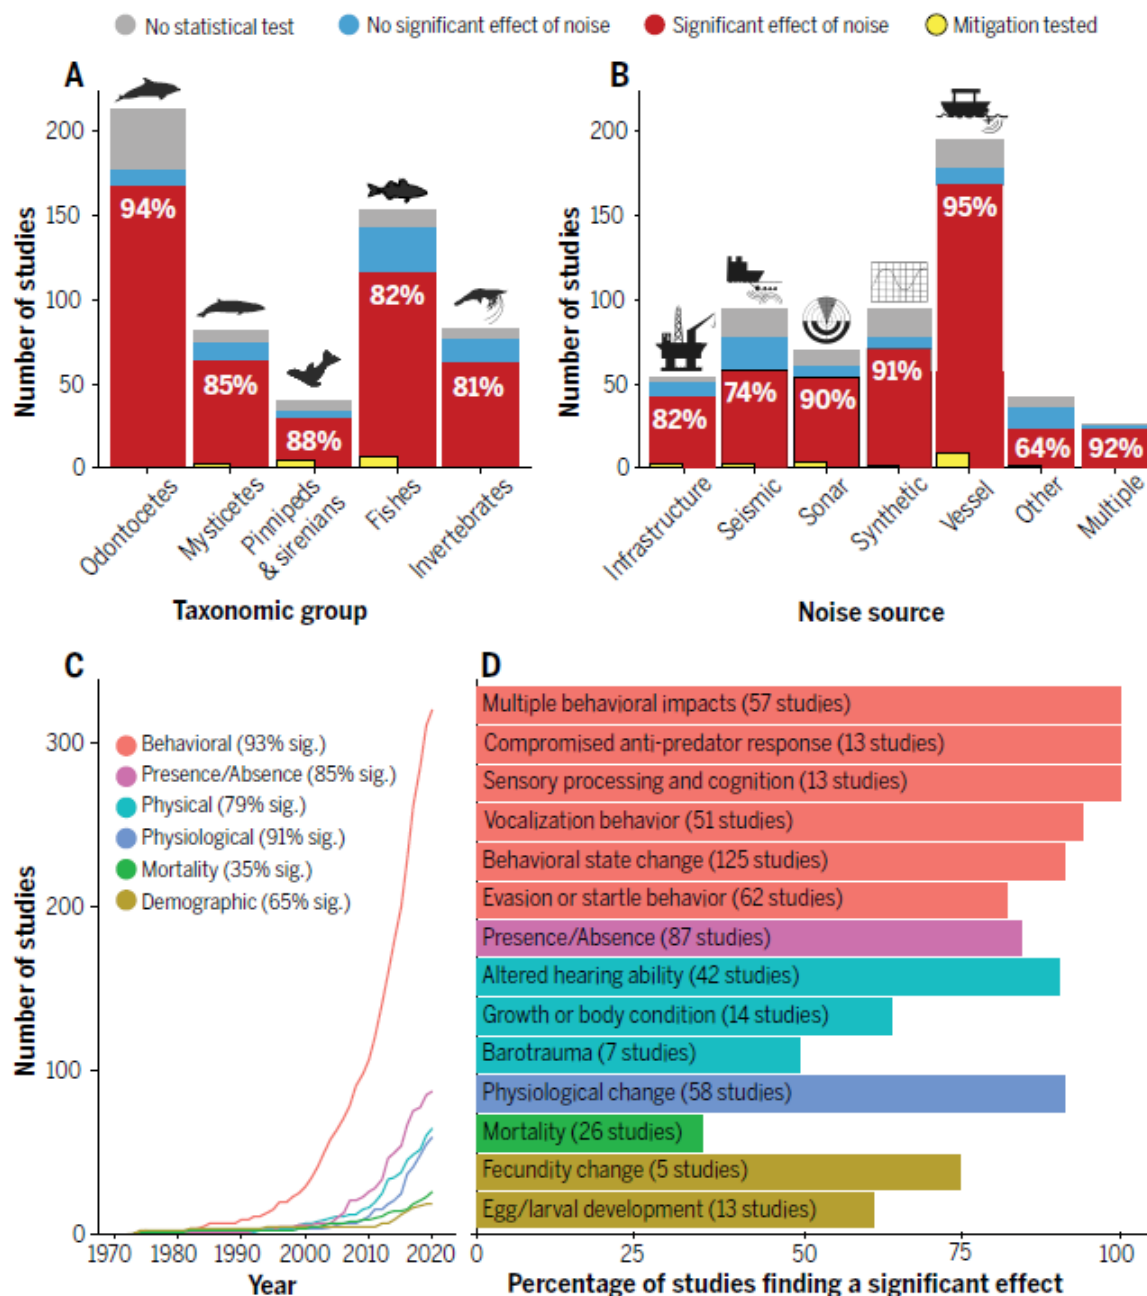 No statistical test
No significant effect of noise
Significant effect of noise
Mitigation tested
A
Number of studies
200
150
100
50
0
94%
85%
88%
82%
81%
Odontocetes
Mysticetes
Pinnipeds
& sirenians
Fishes
Invertebrates
Taxonomic group
B
Number of studies
200
150
100
50
0
82%
74%
90%
91%
95%
64%
92%
Infrastructure
Seismic
Sonar
Synthetic
Vessel
Other
Multiple
Noise source
C
Number of studies
300
200
100
0
Behavioral (93% sig.)
Presence/Absence (85% sig.)
Physical (79% sig.)
Physiological (91% sig.)
Mortality (35% sig.)
Demographic (65% sig.)
1970 1980 1990 2000 2010 2020
Year
D
Multiple behavioral impacts (57 studies)
Compromised anti-predator response (13 studies)
Sensory processing and cognition (13 studies)
Vocalization behavior (51 studies)
Behavioral state change (125 studies)
Evasion or startle behavior (62 studies)
Presence/Absence (87 studies)
Altered hearing ability (42 studies)
Growth or body condition (14 studies)
Barotrauma (7 studies)
Physiological change (58 studies)
Mortality (26 studies)
Fecundity change (5 studies)
Egg/larval development (13 studies)
0 25 50 75 100
Percentage of studies finding a significant effect